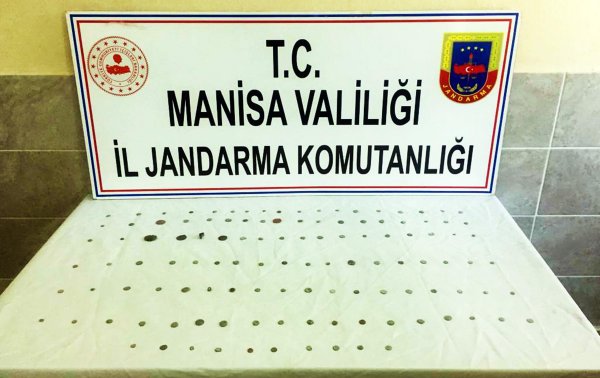 T.C.
MANİSA VALİLİĞİ
İL JANDARMA KOMUTANLIĞI
JANDARMA